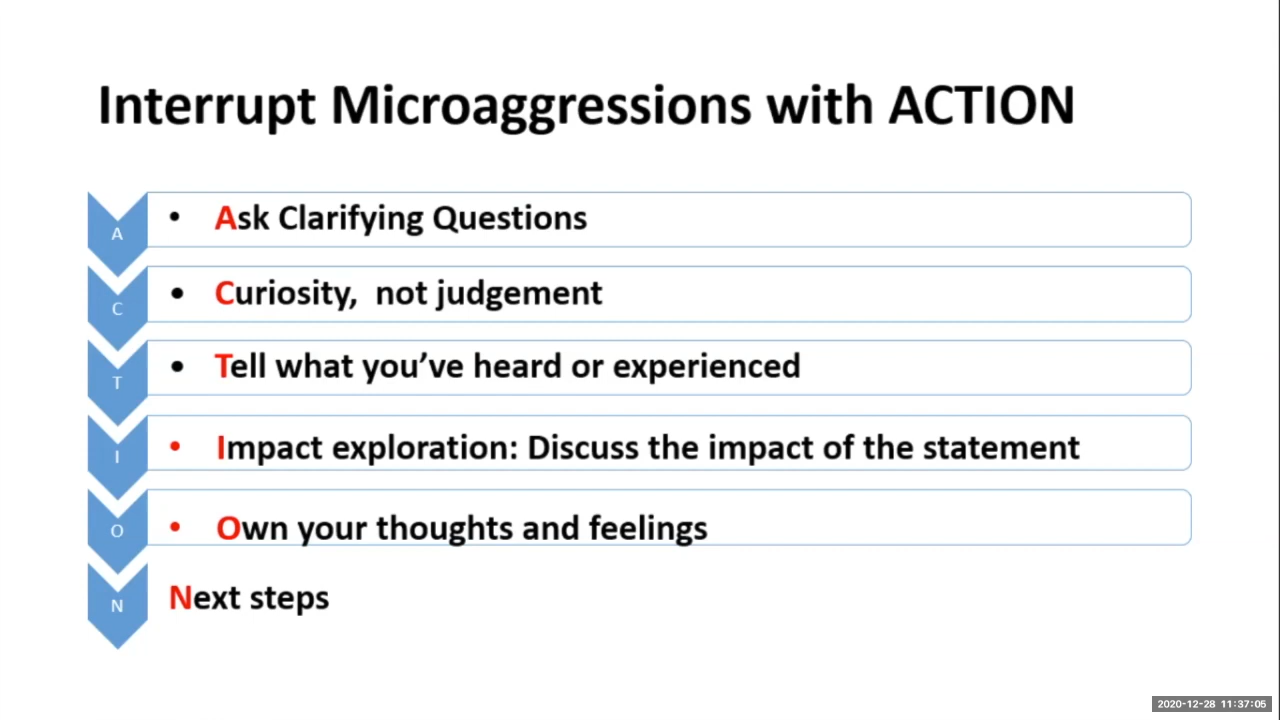 Interrupt Microaggressions with ACTION
A
• Ask Clarifying Questions
C
• Curiosity,  not judgement
T
• Tell what you’ve heard or experienced
I
• Impact exploration: Discuss the impact of the statement
O
• Own your thoughts and feelings
N
Next steps
2020-12-28 11:37:05